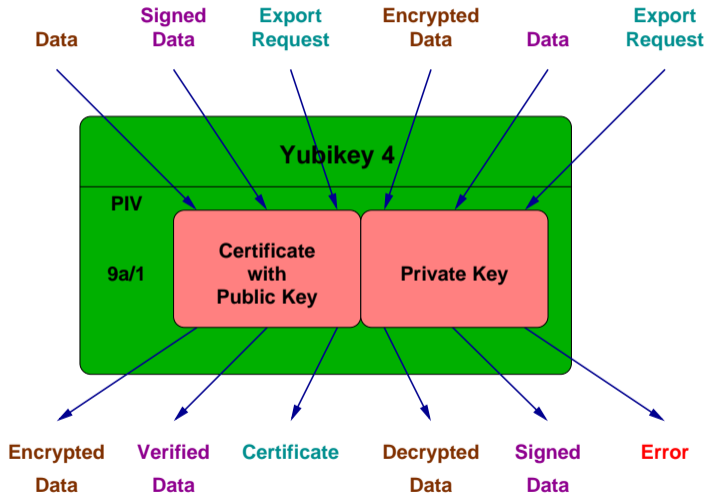 Data
Signed
Data
Export
Request
Encrypted
Data
Data
Export
Request
Yubikey 4
PIV
9a/1
Certificate
with
Public Key
Private Key
Encrypted
Data
Verified
Data
Certificate
Decrypted
Data
Signed
Data
Error